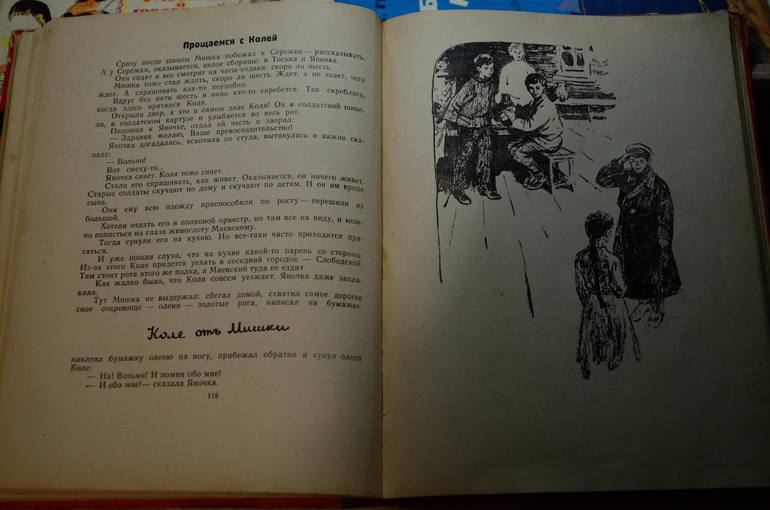 Прощаемся с Колей
Сразу после школы Мишка побежал к Сережке — рассказывать.
А у Сережки, оказывается, целое сборище: и Тоська и Яночка.
Они сидят и все смотрят на часы-ходики: скоро ли шесть.
Мишка тоже стал ждать, скоро ли шесть. Ждет, а не знает, чего
ждет. А спрашивать как-то неудобно.
Вдруг без пяти шесть в окно кто-то скребется. Так скреблись,
когда здесь прятался Коля.
Открыли двер, а это в самом деле Коля! Он в солдатской шине-
ли, в солдатском картузе и улыбается во весь рот.
Подошел к Яночке, отдал ей честь и заорал:
— Здравия желаю, Ваше превосходительство!
Яночка догадалась, вскочила со стула, вытянулась и важно ска-
зала:
— Вольно!
Вот смеху-то...
Яночка сияет. Коля тоже сияет.
Стали его спрашивать, как живет. Оказывается, он ничего живет.
Старые солдаты скучают по дому и скучают по детям. И он им вроде
сына.
Они ему всю одежду приспособили по росту — перешили из
большой.
Хотели отдать его в полковой оркестр, но там все на виду, и мож-
но попасться на глаза живоглоту Маевскому.
Тогда сунули его на кухню. Но все-таки часто приходится пря-
таться.
И уже пошли слухи, что на кухне какой-то парень со стороны.
Из-за этого Коле придется уехать в соседний городок — Слободской.
Там стоит рота этого же полка, а Маевский туда не ездит.
Как жалко было, что Коля совсем уезжает. Яночка даже запла-
кала.
Тут Мишка не выдержал: сбегал домой, схватил самое дорогое
свое сокровище — оленя — золотые рога, написал на бумажке:
Коле отъ Мишки
наклеил бумажку оленю на ногу, прибежал обратно и сунул оленя
Коле:
— На! Возьми! И помни обо мне!
— И обо мне! — сказала Яночка.
118